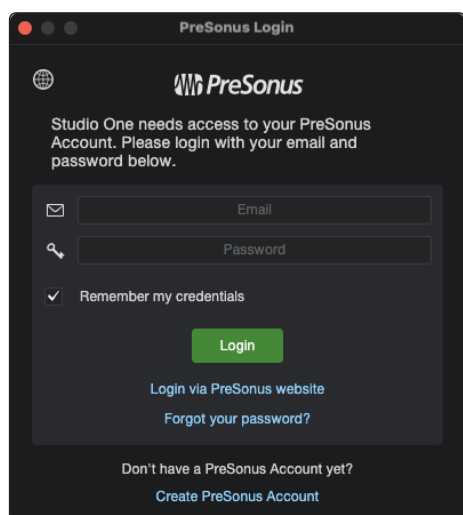 PreSonus Login
PreSonus
Studio One needs access to your PreSonus
Account. Please login with your email and
password below.
Email
Password
Remember my credentials
Login
Login via PreSonus website
Forgot your password?
Don't have a PreSonus Account yet?
Create PreSonus Account